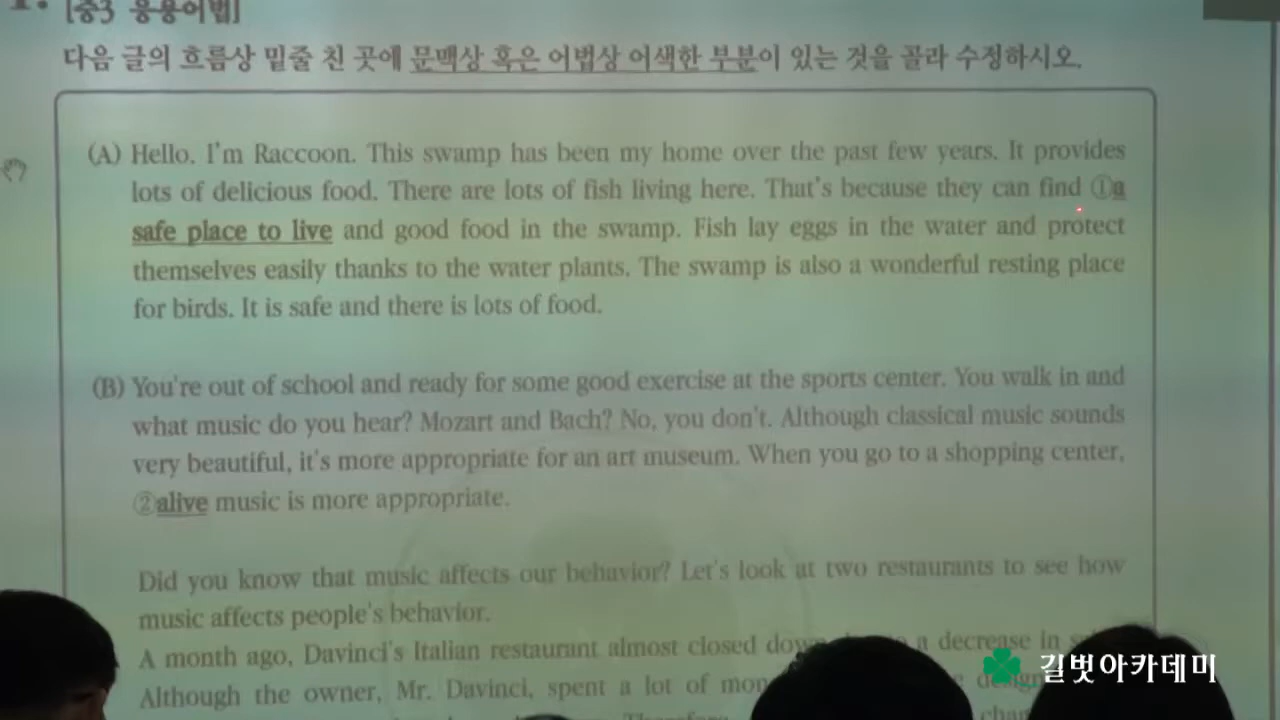 [중3 응용어법]
다음 글의 흐름상 밑줄 친 곳에 문맥상 혹은 어법상 어색한 부분이 있는 것을 골라 수정하시오.
(A) Hello. I'm Raccoon. This swamp has been my home over the past few years. It provides
lots of delicious food. There are lots of fish living here. That's because they can find ①a
safe place to live and good food in the swamp. Fish lay eggs in the water and protect
themselves easily thanks to the water plants. The swamp is also a wonderful resting place
for birds. It is safe and there is lots of food.
(B) You're out of school and ready for some good exercise at the sports center. You walk in and
what music do you hear? Mozart and Bach? No, you don't. Although classical music sounds
very beautiful, it's more appropriate for an art museum. When you go to a shopping center,
②alive music is more appropriate.
Did you know that music affects our behavior? Let's look at two restaurants to see how
music affects people's behavior.
A month ago, Davinci's Italian restaurant almost closed down a decrease in
Although the owner, Mr. Davinci, spent a lot of
길벗아카데미